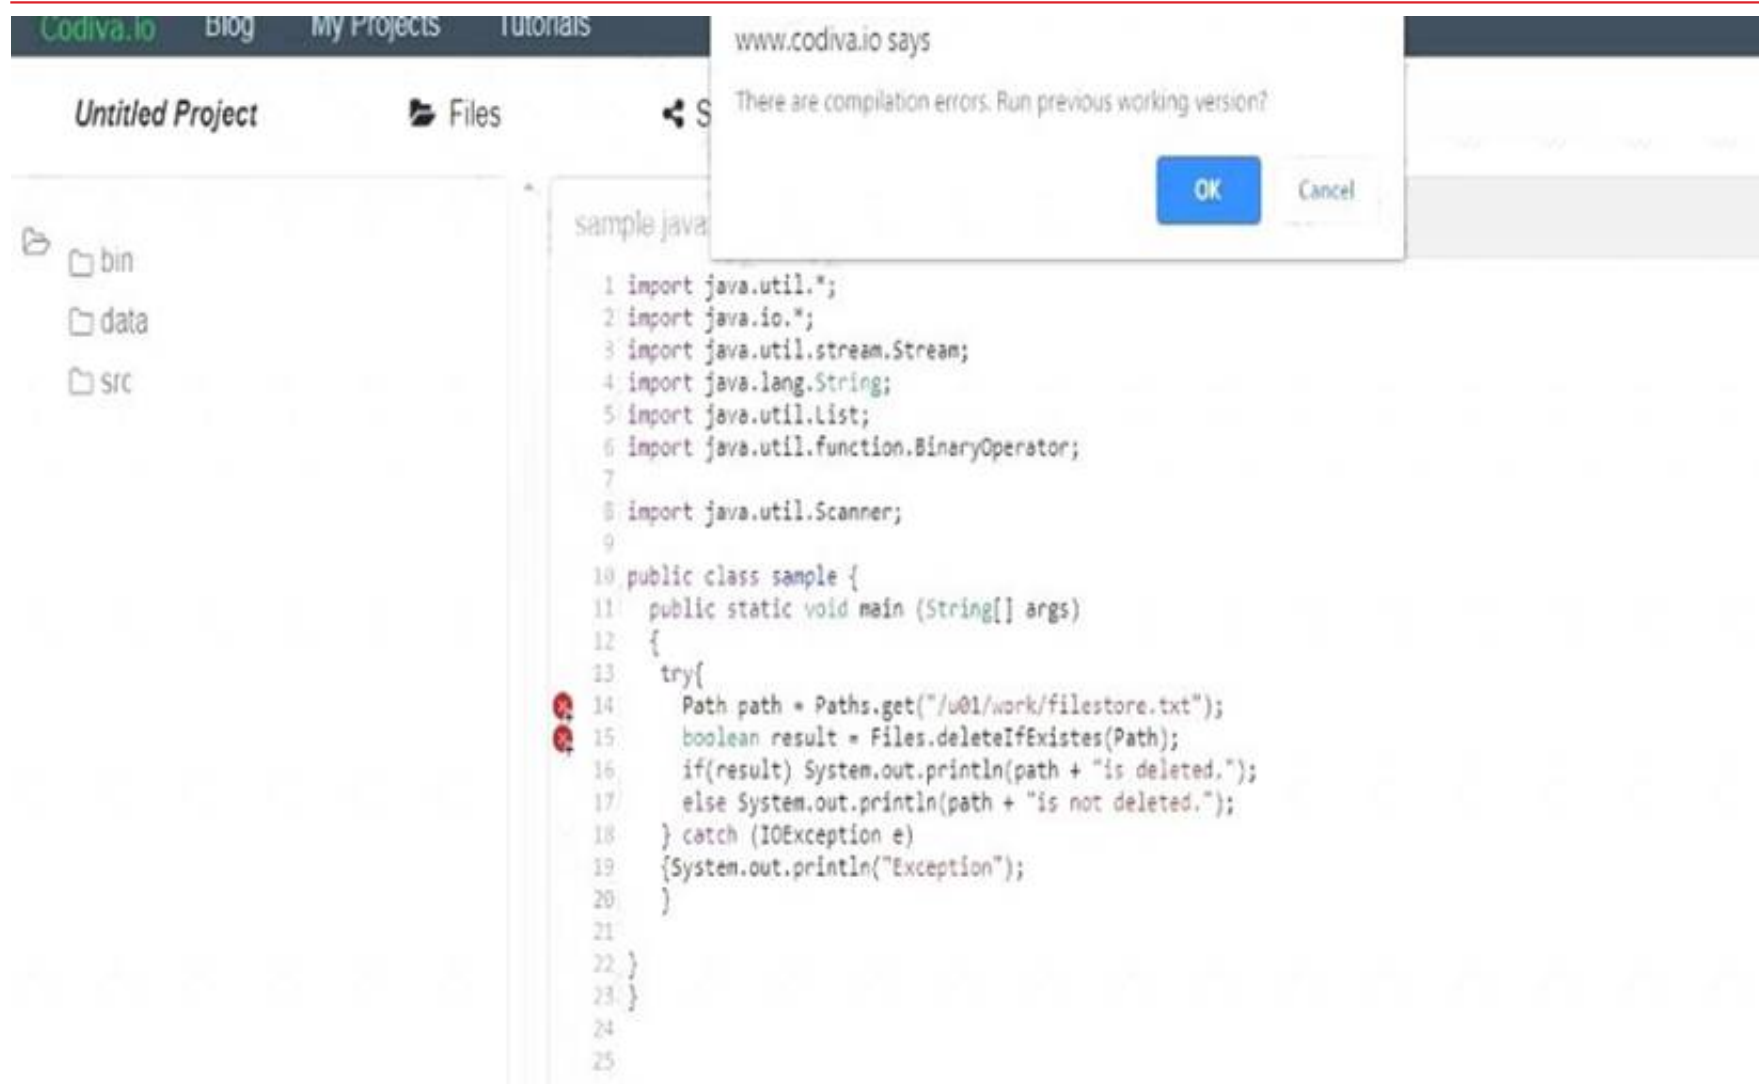 Codiva.io Blog My Projects Tutorials
www.codiva.io says
There are compilation errors. Run previous working version?
OK Cancel
Untitled Project Files S
bin
data
src
sample java
1 import java.util.*;
2 import java.io.*;
3 import java.util.stream.Stream;
4 import java.lang.String;
5 import java.util.List;
6 import java.util.function.BinaryOperator;
7
8 import java.util.Scanner;
9
10 public class sample {
11 public static void main (String[] args)
12 {
13 try{
14 Path path = Paths.get("/u01/work/filestore.txt");
15 boolean result = Files.deleteIfExistes(Path);
16 if(result) System.out.println(path + "is deleted.");
17 else System.out.println(path + "is not deleted.");
18 } catch (IOException e)
19 {System.out.println("Exception");
20 }
21
22 }
23 }
24
25